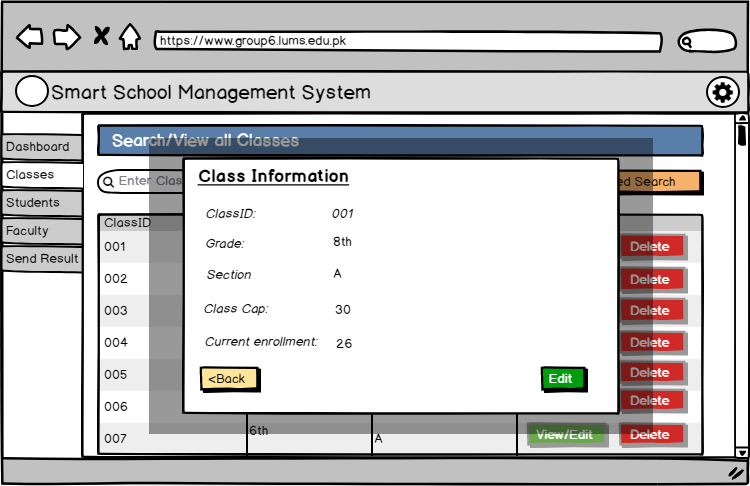 https://www.group6.lums.edu.pk
Smart School Management System
Dashboard
Classes
Students
Faculty
Send Result
Search/View all Classes
Enter Clas
ed Search
ClassID
001
Delete
002
Delete
003
Delete
004
Delete
005
Delete
006
Delete
007
6th
A
View/Edit
Delete
Class Information
ClassID: 001
Grade: 8th
Section A
Class Cap: 30
Current enrollment: 26
<Back
Edit